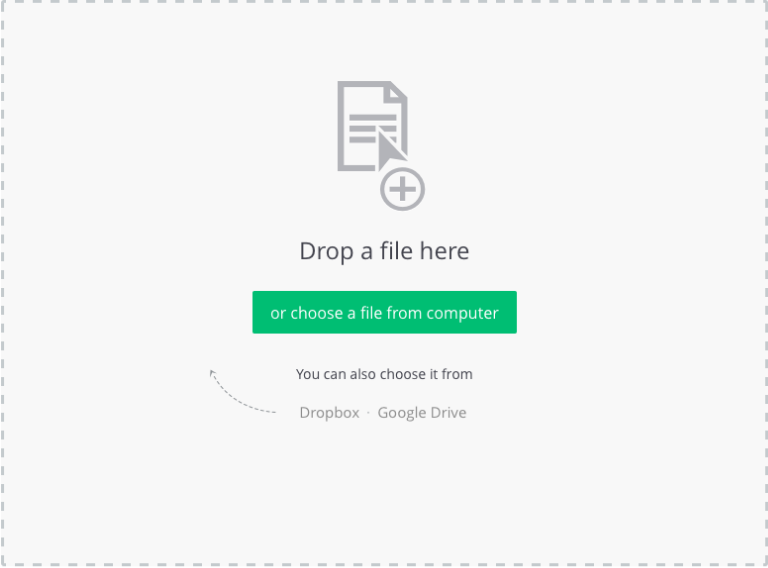 Drop a file here
or choose a file from computer
You can also choose it from
Dropbox · Google Drive